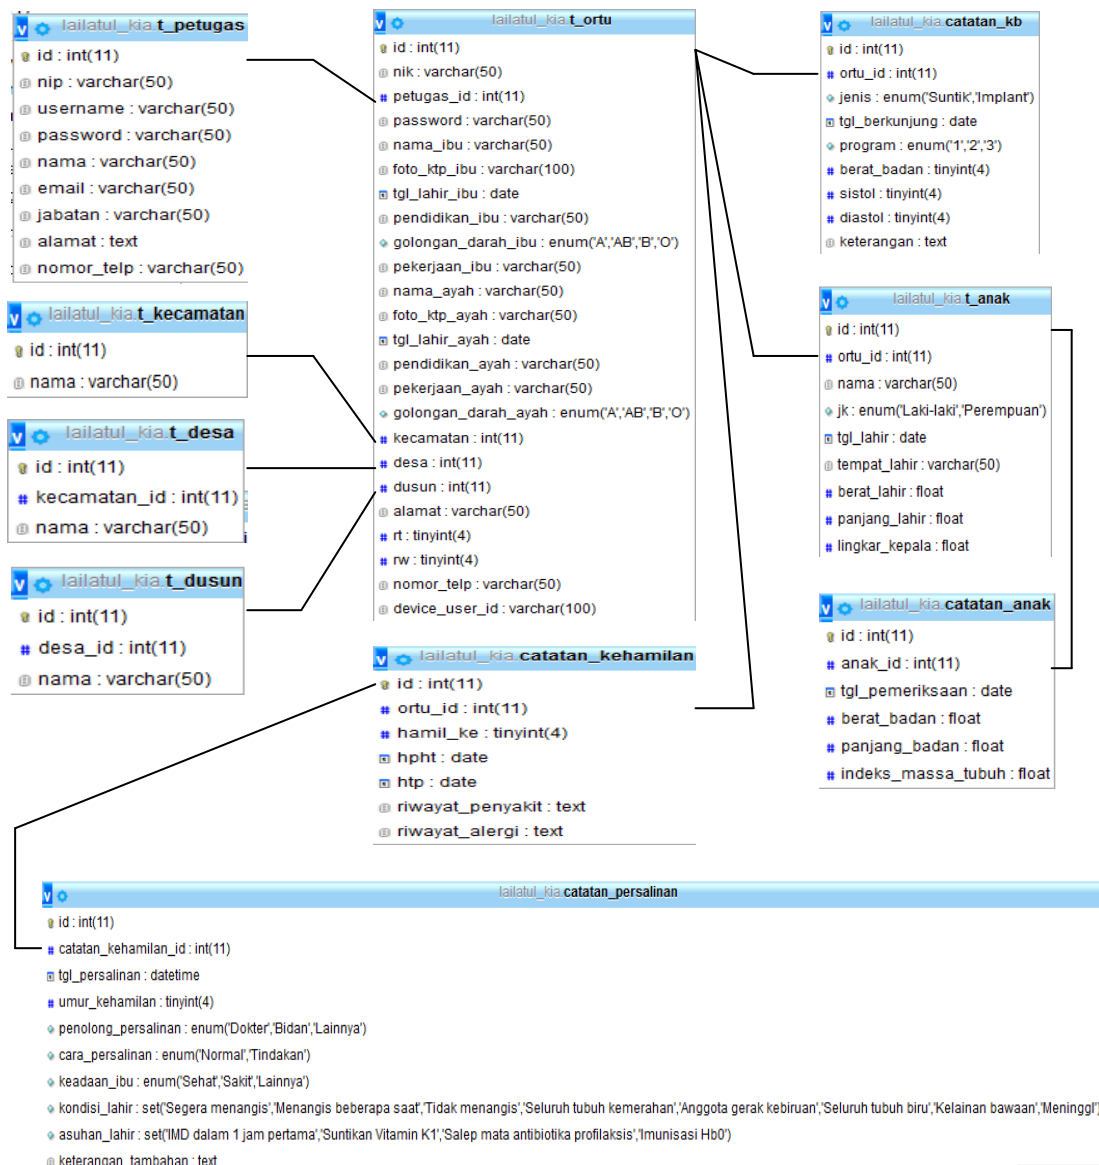 lailatul_kia.t_petugas
id : int(11)
nip : varchar(50)
username : varchar(50)
password : varchar(50)
nama : varchar(50)
email : varchar(50)
jabatan : varchar(50)
alamat : text
nomor_telp : varchar(50)
lailatul_kia.t_kecamatan
id : int(11)
nama : varchar(50)
lailatul_kia.t_desa
id : int(11)
kecamatan_id : int(11)
nama : varchar(50)
lailatul_kia.t_dusun
id : int(11)
desa_id : int(11)
nama : varchar(50)
lailatul_kia.t_ortu
id : int(11)
nik : varchar(50)
petugas_id : int(11)
password : varchar(50)
nama_ibu : varchar(50)
foto_ktp_ibu : varchar(100)
tgl_lahir_ibu : date
pendidikan_ibu : varchar(50)
golongan_darah_ibu : enum('A','AB','B','O')
pekerjaan_ibu : varchar(50)
nama_ayah : varchar(50)
foto_ktp_ayah : varchar(50)
tgl_lahir_ayah : date
pendidikan_ayah : varchar(50)
pekerjaan_ayah : varchar(50)
golongan_darah_ayah : enum('A','AB','B','O')
kecamatan : int(11)
desa : int(11)
dusun : int(11)
alamat : varchar(50)
rt : tinyint(4)
rw : tinyint(4)
nomor_telp : varchar(50)
device_user_id : varchar(100)
lailatul_kia.catatan_kehamilan
id : int(11)
ortu_id : int(11)
hamil_ke : tinyint(4)
hpht : date
htp : date
riwayat_penyakit : text
riwayat_alergi : text
lailatul_kia.catatan_kb
id : int(11)
ortu_id : int(11)
jenis : enum('Suntik','Implant')
tgl_berkunjung : date
program : enum('1','2','3')
berat_badan : tinyint(4)
sistol : tinyint(4)
diastol : tinyint(4)
keterangan : text
lailatul_kia.t_anak
id : int(11)
ortu_id : int(11)
nama : varchar(50)
jk : enum('Laki-laki','Perempuan')
tgl_lahir : date
tempat_lahir : varchar(50)
berat_lahir : float
panjang_lahir : float
lingkar_kepala : float
lailatul_kia.catatan_anak
id : int(11)
anak_id : int(11)
tgl_pemeriksaan : date
berat_badan : float
panjang_badan : float
indeks_massa_tubuh : float
lailatul_kia.catatan_persalinan
id : int(11)
catatan_kehamilan_id : int(11)
tgl_persalinan : datetime
umur_kehamilan : tinyint(4)
penolong_persalinan : enum('Dokter','Bidan','Lainnya')
cara_persalinan : enum('Normal','Tindakan')
keadaan_ibu : enum('Sehat','Sakit','Lainnya')
kondisi_lahir : set('Segera menangis','Menangis beberapa saat','Tidak menangis','Seluruh tubuh kemerahan','Anggota gerak kebiruan','Seluruh tubuh biru','Kelainan bawaan','Meninggl')
asuhan_lahir : set('IMD dalam 1 jam pertama','Suntikan Vitamin K1','Salep mata antibiotika profilaksis','Imunisasi Hb0')
keterangan_tambahan : text